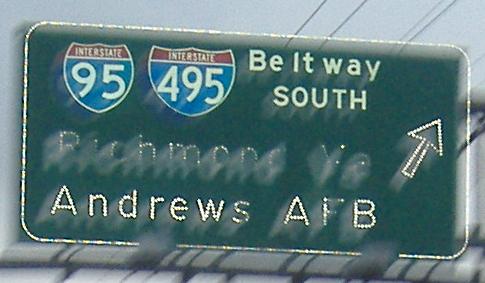 INTERSTATE 95 INTERSTATE 495 Beltway
SOUTH
Richmond Va
Andrews AFB